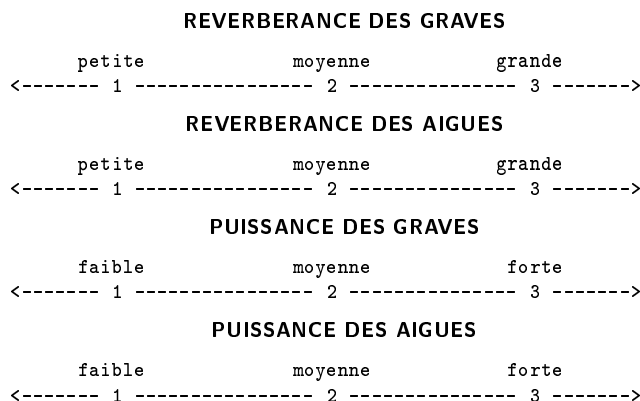 REVERBERANCE DES GRAVES
petite moyenne grande
<------- 1 --------------- 2 -------------- 3 ------->
REVERBERANCE DES AIGUES
petite moyenne grande
<------- 1 --------------- 2 -------------- 3 ------->
PUISSANCE DES GRAVES
faible moyenne forte
<------- 1 --------------- 2 -------------- 3 ------->
PUISSANCE DES AIGUES
faible moyenne forte
<------- 1 --------------- 2 -------------- 3 ------->